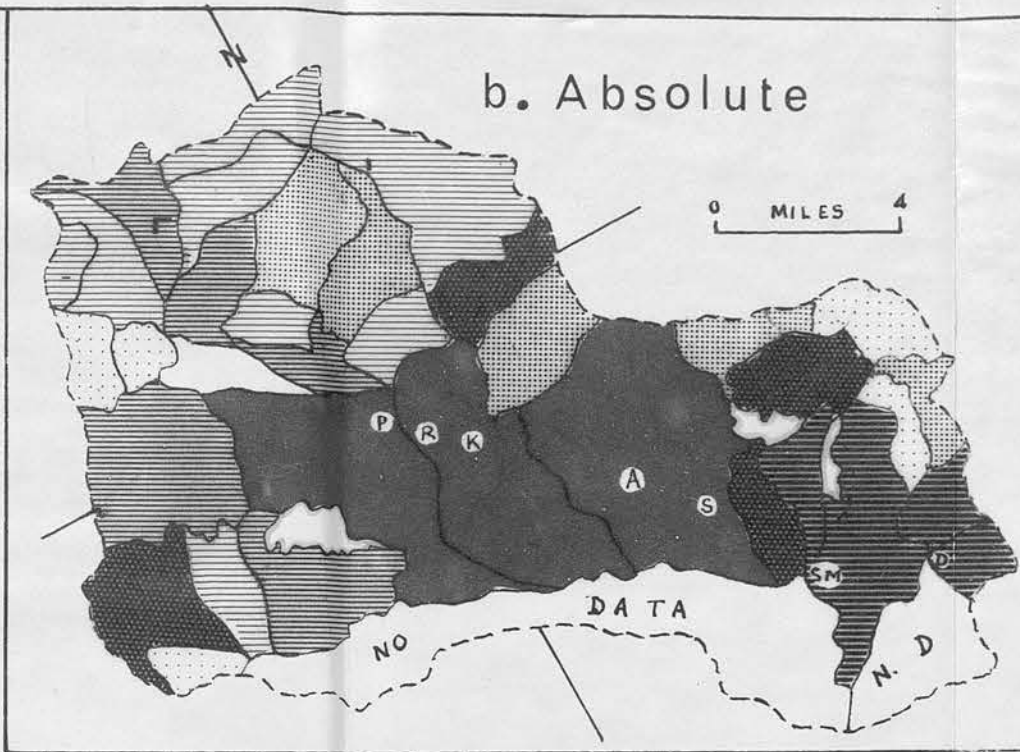 N
b. Absolute
0 MILES 4
P R K
A S
SM D
NO DATA
N. D